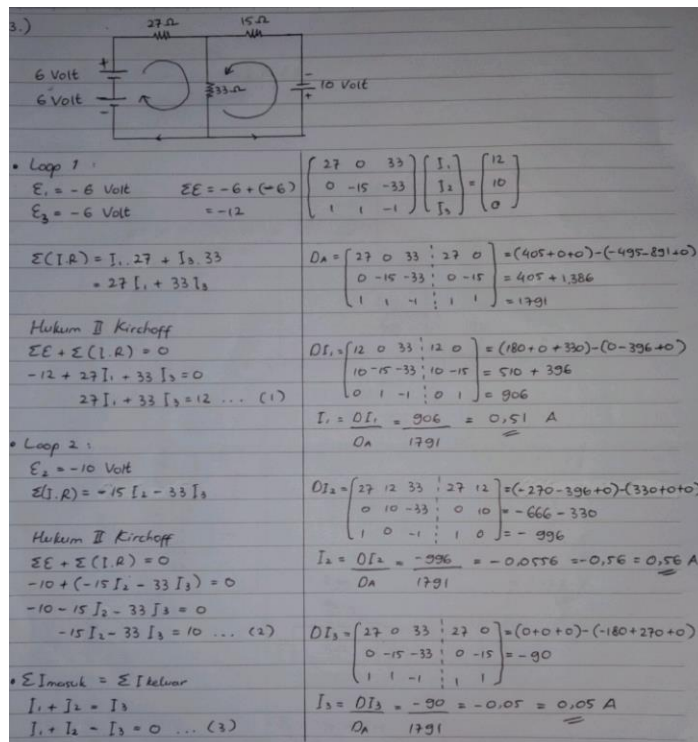 3.)
27Ω 15Ω
+
6 Volt
6 Volt
-
33Ω
-
10 Volt
+
• Loop 1 :
ε₁ = -6 Volt ΣE = -6 + (-6)
ε₃ = -6 Volt = -12
Σ(I.R) = I₁.27 + I₃.33
= 27 I₁ + 33 I₃
Hukum II Kirchoff
ΣE + Σ(I.R) = 0
-12 + 27 I₁ + 33 I₃ = 0
27 I₁ + 33 I₃ = 12 ... (1)
• Loop 2 :
ε₂ = -10 Volt
Σ(I.R) = -15 I₂ - 33 I₃
Hukum II Kirchoff
ΣE + Σ(I.R) = 0
-10 + (-15 I₂ - 33 I₃) = 0
-10 - 15 I₂ - 33 I₃ = 0
-15 I₂ - 33 I₃ = 10 ... (2)
• Σ Imasuk = Σ I keluar
I₁ + I₂ = I₃
I₁ + I₂ - I₃ = 0 ... (3)
( 27 0 33 ) ( I₁ ) ( 12 )
( 0 -15 -33 ) ( I₂ ) = ( 10 )
( 1 1 -1 ) ( I₃ ) ( 0 )
DA = ( 27 0 33 ¦ 27 0 ) = (405+0+0) - (-495-891+0)
( 0 -15 -33 ¦ 0 -15 ) = 405 + 1.386
( 1 1 -1 ¦ 1 1 ) = 1791
DI₁ = ( 12 0 33 ¦ 12 0 ) = (180+0+330) - (0-396+0)
( 10 -15 -33 ¦ 10 -15 ) = 510 + 396
( 0 1 -1 ¦ 0 1 ) = 906
I₁ = DI₁ = 906 = 0,51 A
DA 1791
DI₂ = ( 27 12 33 ¦ 27 12 ) = (-270-396+0) - (330+0+0)
( 0 10 -33 ¦ 0 10 ) = -666 - 330
( 1 0 -1 ¦ 1 0 ) = - 996
I₂ = DI₂ = -996 = -0,0556 = -0,56 = 0,56 A
DA 1791
DI₃ = ( 27 0 33 ¦ 27 0 ) = (0+0+0) - (-180+270+0)
( 0 -15 -33 ¦ 0 -15 ) = -90
( 1 1 -1 ¦ 1 1 )
I₃ = DI₃ = -90 = -0,05 = 0,05 A
DA 1791